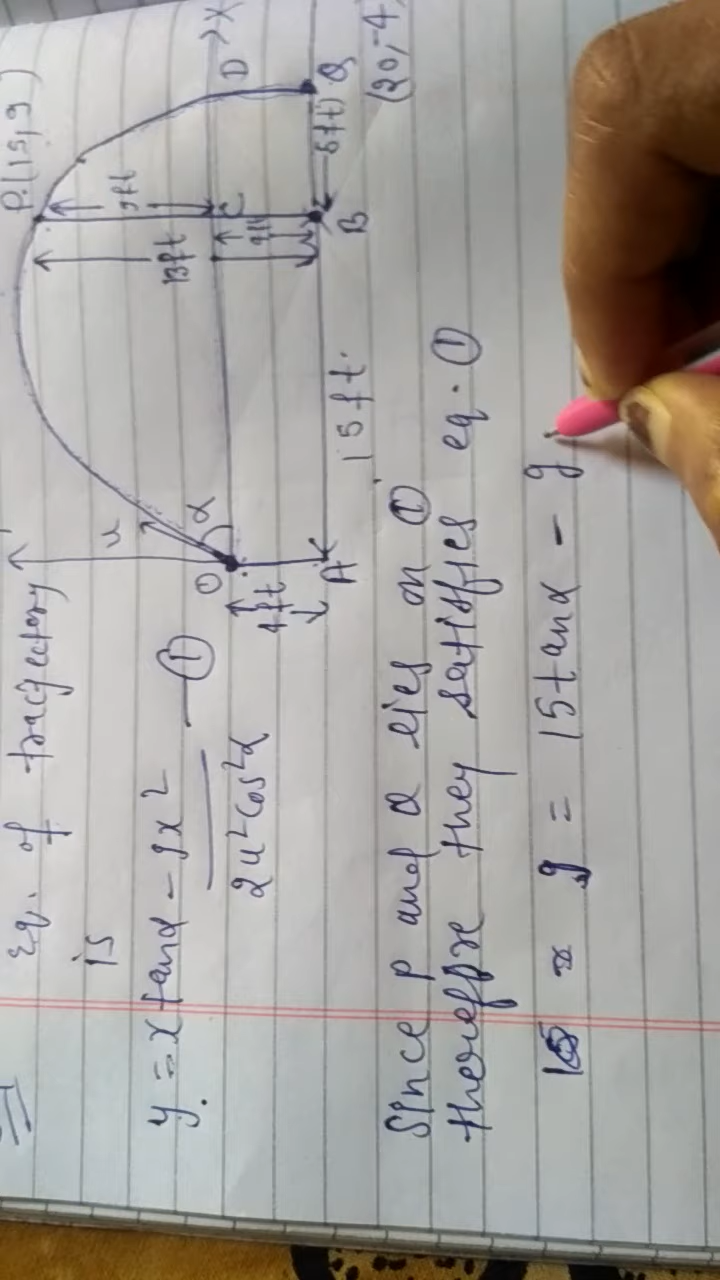 Eq. of tracjectory
is
y = x tanα - gx²
2u²cos²α
①
u
α
O
4ft
A
P(15,9)
9ft
13ft
4ft
C
D
X
B
5ft
Q
(20,-4)
15ft.
Since p and Q lies on ①
therefore they satisfies eq. ①
9 = 15tanα - g